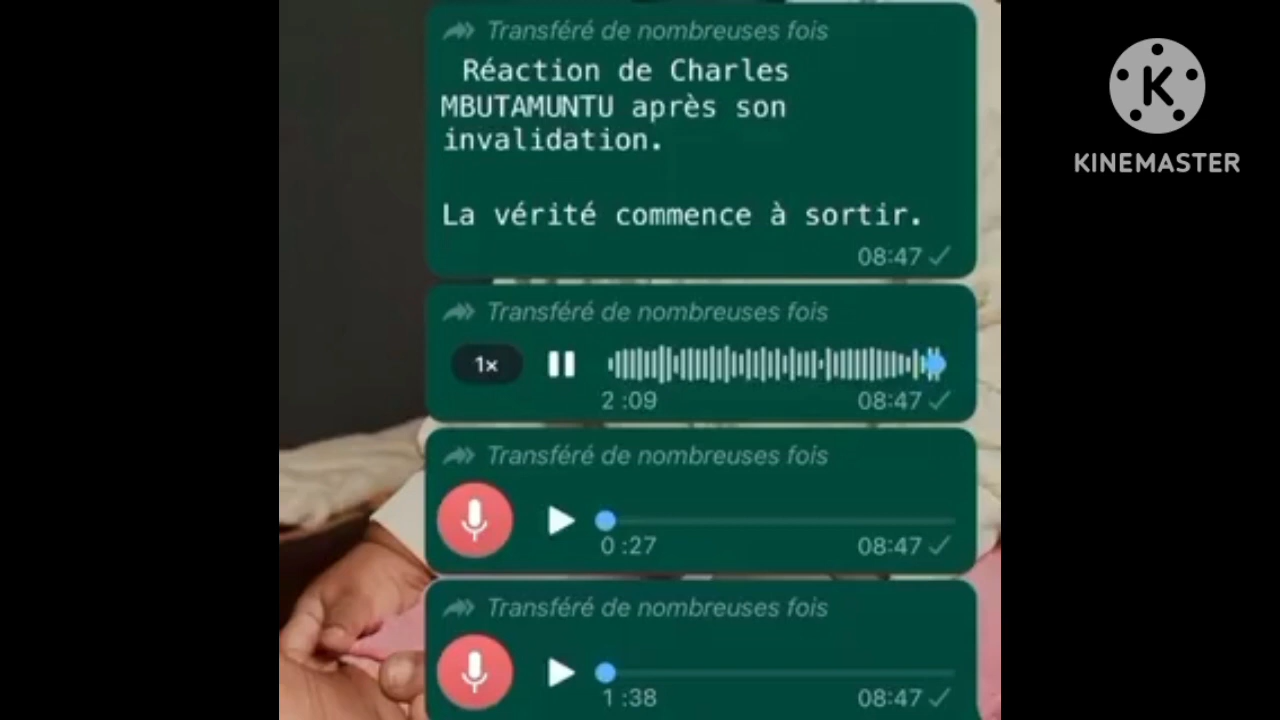 Transféré de nombreuses fois
Réaction de Charles
MBUTAMUNTU après son
invalidation.
La vérité commence à sortir.
08:47
Transféré de nombreuses fois
1×
2 :09
08:47
Transféré de nombreuses fois
0 :27
08:47
Transféré de nombreuses fois
1 :38
08:47
K
KINEMASTER